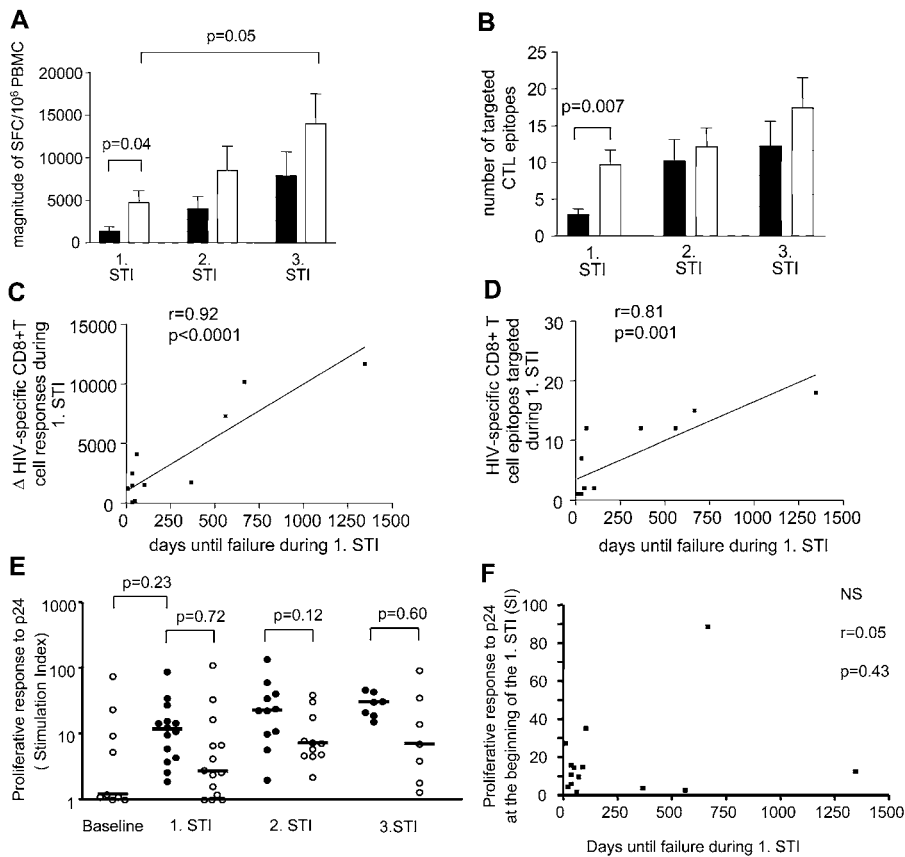 A
p=0.05
magnitude of SFC/10⁶ PBMC
20000
15000
10000
5000
0
p=0.04
1.
STI
2.
STI
3.
STI
B
number of targeted
CTL epitopes
25
20
15
10
5
0
p=0.007
1.
STI
2.
STI
3.
STI
C
r=0.92
p<0.0001
Δ HIV-specific CD8+T
cell responses during
1. STI
15000
10000
5000
0
0
250
500
750
1000
1250
1500
days until failure during 1. STI
D
r=0.81
p=0.001
HIV-specific CD8+ T
cell epitopes targeted
during 1. STI
30
20
10
0
0
250
500
750
1000
1250
1500
days until failure during 1. STI
E
p=0.23
p=0.72
p=0.12
p=0.60
Proliferative response to p24
( Stimulation Index)
1000
100
10
1
Baseline
1. STI
2. STI
3.STI
F
NS
r=0.05
p=0.43
Proliferative response to p24
at the beginning of the 1. STI (SI)
100
80
60
40
20
0
0
250
500
750
1000
1250
1500
Days until failure during 1. STI